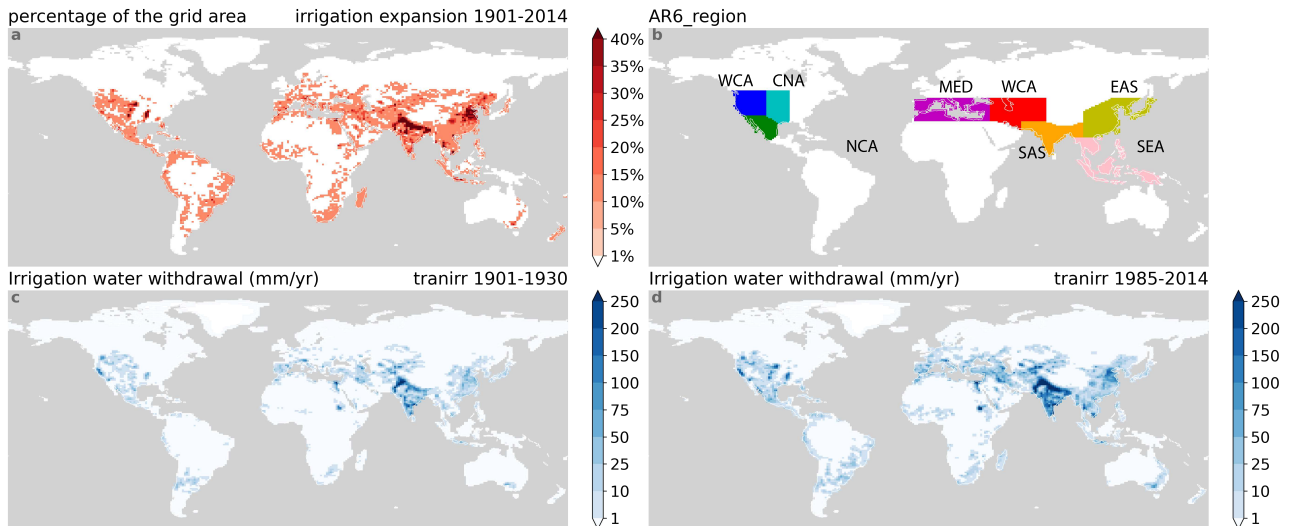 percentage of the grid area irrigation expansion 1901-2014
a
40%
35%
30%
25%
20%
15%
10%
5%
1%
AR6_region
b
WCA CNA MED WCA EAS
NCA SAS SEA
Irrigation water withdrawal (mm/yr) tranirr 1901-1930
c
250
200
150
100
75
50
25
10
1
Irrigation water withdrawal (mm/yr) tranirr 1985-2014
d
250
200
150
100
75
50
25
10
1